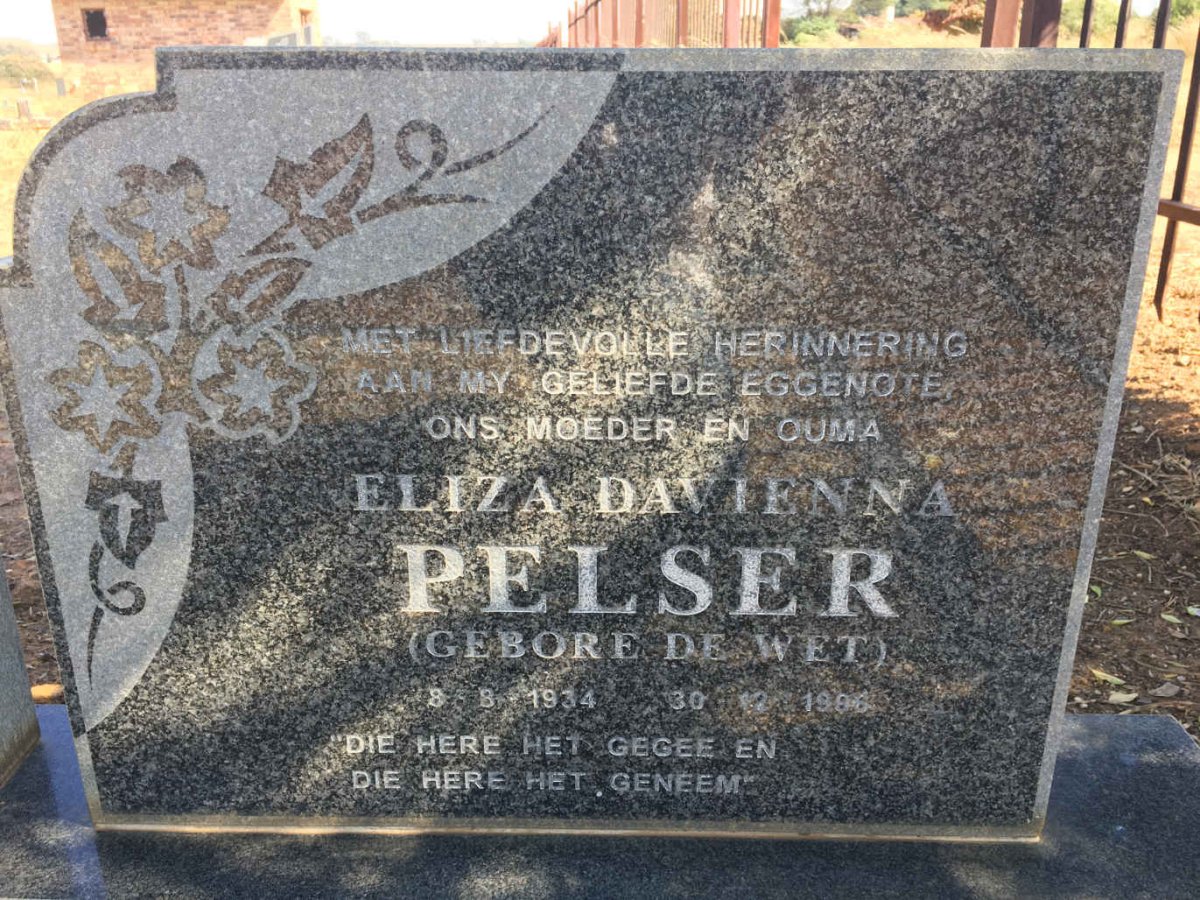 MET LIEFDEVOLLE HERINNERING
AAN MY GELIEFDE EGGENOTE
ONS MOEDER EN OUMA
ELIZA DAVIENNA
PELSER
(GEBORE DE WET)
8 - 8 - 1934 30 - 12 -
"DIE HERE HET GEGEE EN
DIE HERE HET GENEEM"